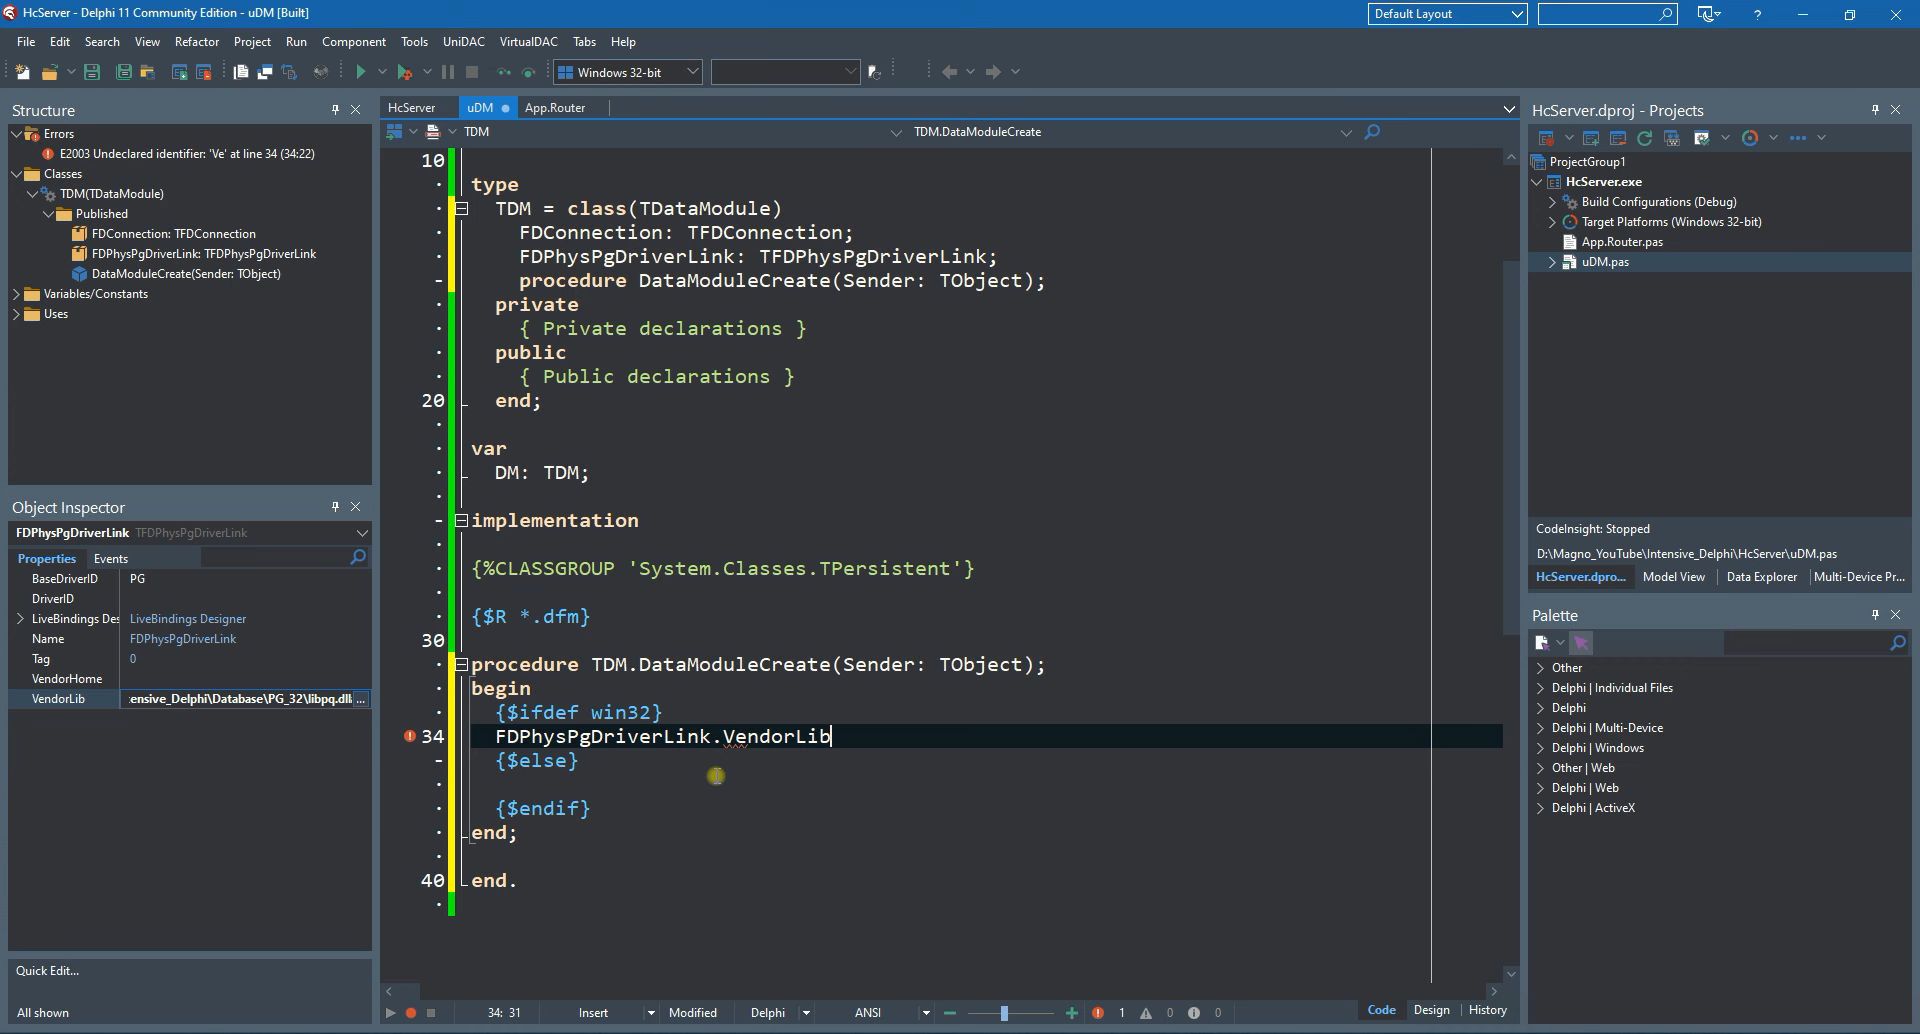 HcServer - Delphi 11 Community Edition - uDM [Built]
Default Layout
?
File Edit Search View Refactor Project Run Component Tools UniDAC VirtualDAC Tabs Help
Windows 32-bit
Structure
Errors
E2003 Undeclared identifier: 'Ve' at line 34 (34:22)
Classes
TDM(TDataModule)
Published
FDConnection: TFDConnection
FDPhysPgDriverLink: TFDPhysPgDriverLink
DataModuleCreate(Sender: TObject)
Variables/Constants
Uses
Object Inspector
FDPhysPgDriverLink TFDPhysPgDriverLink
Properties Events
BaseDriverID PG
DriverID
LiveBindings Des LiveBindings Designer
Name FDPhysPgDriverLink
Tag 0
VendorHome
VendorLib :ensive_Delphi\Database\PG_32\libpq.dll ...
Quick Edit...
All shown
HcServer uDM App.Router
TDM TDM.DataModuleCreate
10
type
TDM = class(TDataModule)
FDConnection: TFDConnection;
FDPhysPgDriverLink: TFDPhysPgDriverLink;
procedure DataModuleCreate(Sender: TObject);
private
{ Private declarations }
public
{ Public declarations }
20 end;
var
DM: TDM;
implementation
{%CLASSGROUP 'System.Classes.TPersistent'}
{$R *.dfm}
30
procedure TDM.DataModuleCreate(Sender: TObject);
begin
{$ifdef win32}
34 FDPhysPgDriverLink.VendorLib
{$else}
{$endif}
end;
40 end.
34: 31 Insert Modified Delphi ANSI 1 0 0 Code Design History
HcServer.dproj - Projects
ProjectGroup1
HcServer.exe
Build Configurations (Debug)
Target Platforms (Windows 32-bit)
App.Router.pas
uDM.pas
CodeInsight: Stopped
D:\Magno_YouTube\Intensive_Delphi\HcServer\uDM.pas
HcServer.dpro... Model View Data Explorer Multi-Device Pr...
Palette
Other
Delphi | Individual Files
Delphi
Delphi | Multi-Device
Delphi | Windows
Other | Web
Delphi | Web
Delphi | ActiveX